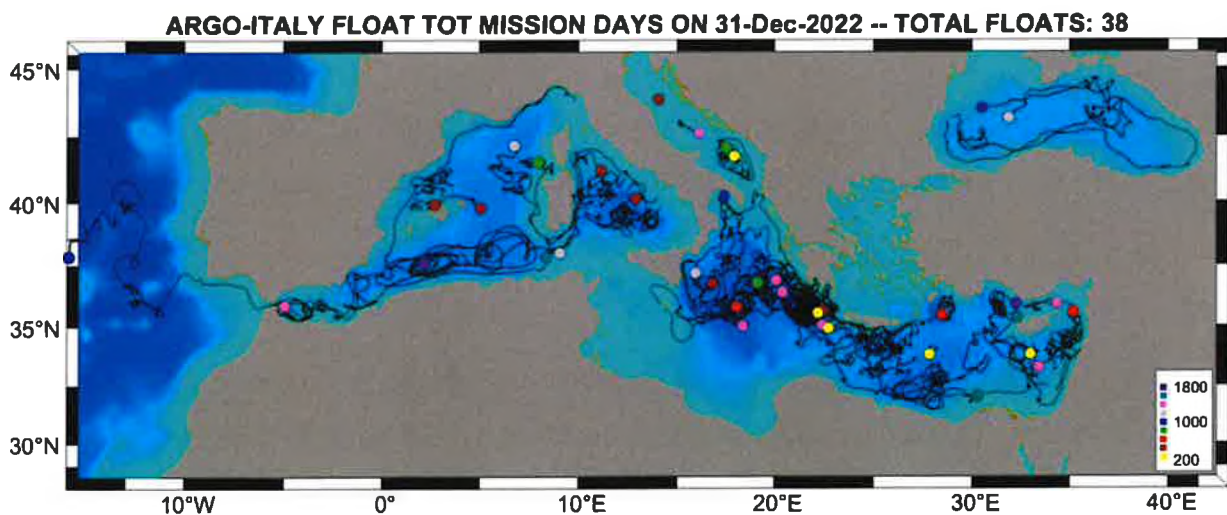 ARGO-ITALY FLOAT TOT MISSION DAYS ON 31-Dec-2022 -- TOTAL FLOATS: 38
45°N
40°N
35°N
30°N
1800
1000
200
10°W
0°
10°E
20°E
30°E
40°E